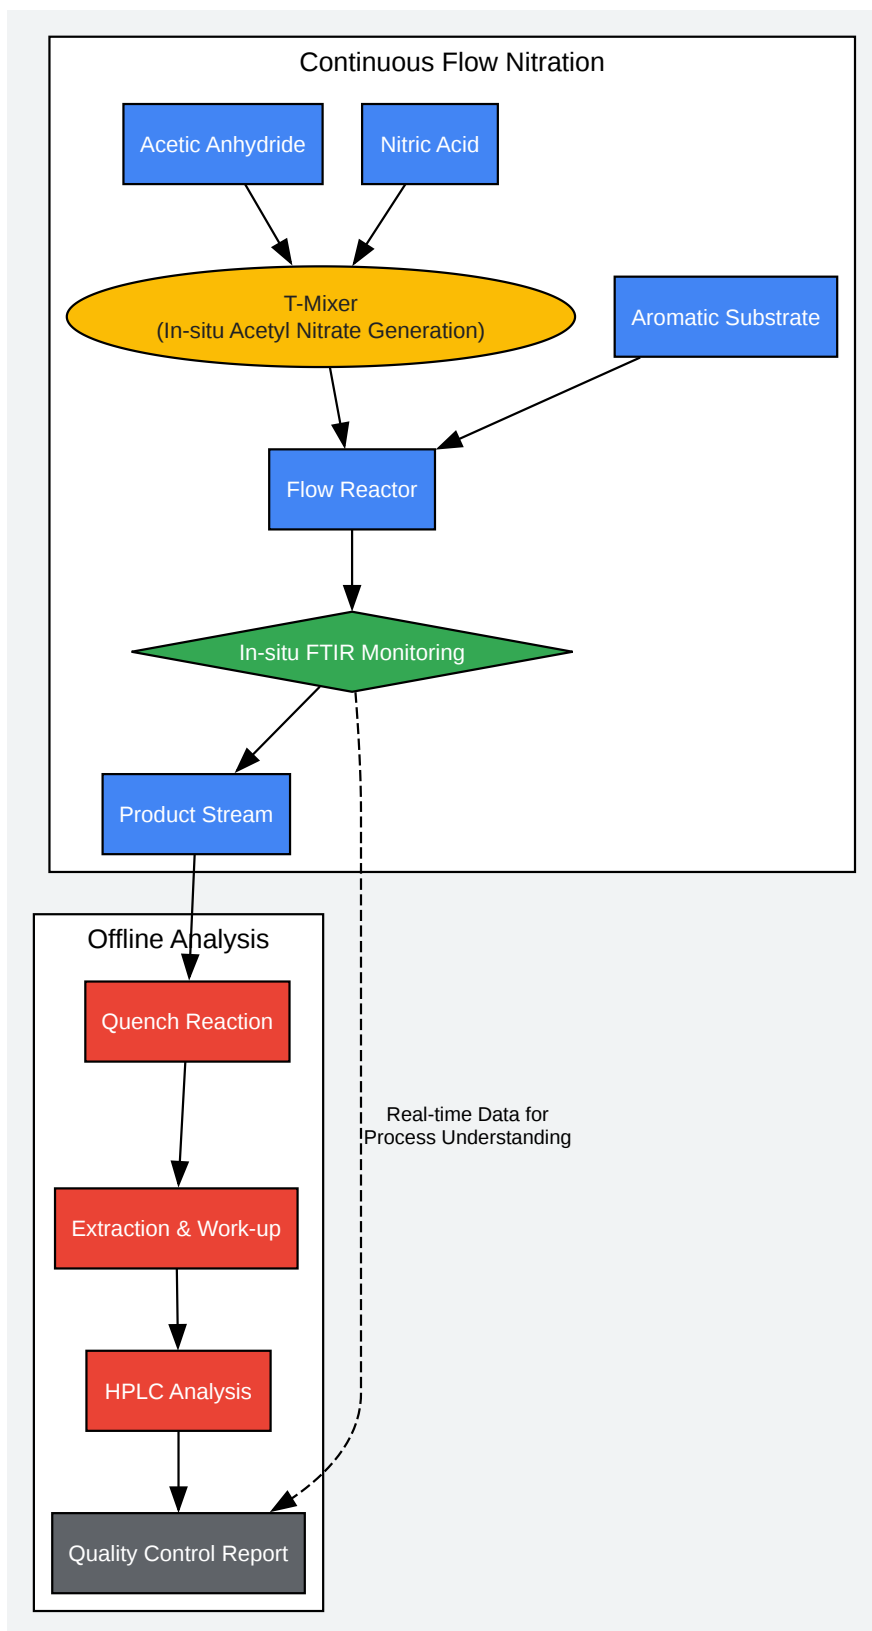 Continuous Flow Nitration
Acetic Anhydride
Nitric Acid
T-Mixer
(In-situ Acetyl Nitrate Generation)
Aromatic Substrate
Flow Reactor
In-situ FTIR Monitoring
Product Stream
Offline Analysis
Quench Reaction
Real-time Data for
Process Understanding
Extraction & Work-up
HPLC Analysis
Quality Control Report